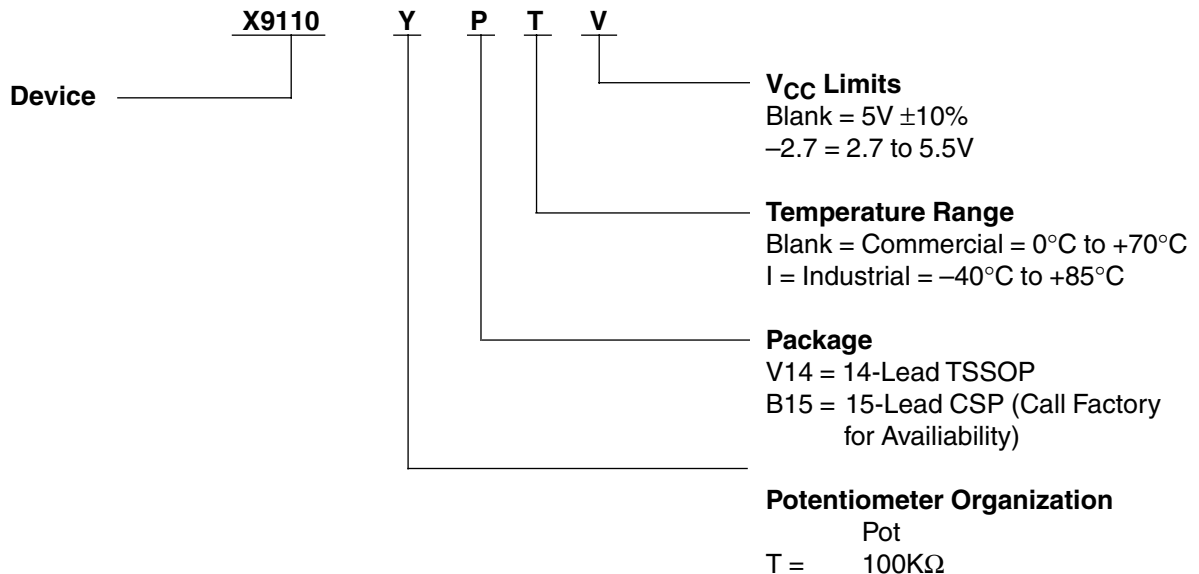 X9110 Y P T V
Device
V_CC Limits
Blank = 5V ±10%
–2.7 = 2.7 to 5.5V
Temperature Range
Blank = Commercial = 0°C to +70°C
I = Industrial = –40°C to +85°C
Package
V14 = 14-Lead TSSOP
B15 = 15-Lead CSP (Call Factory
for Availiability)
Potentiometer Organization
Pot
T = 100KΩ